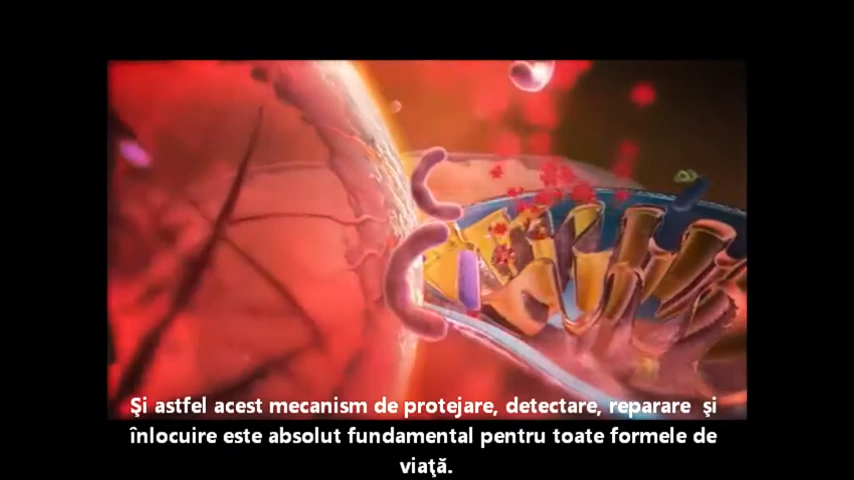 Şi astfel acest mecanism de protejare, detectare, reparare şi
înlocuire este absolut fundamental pentru toate formele de
viaţă.